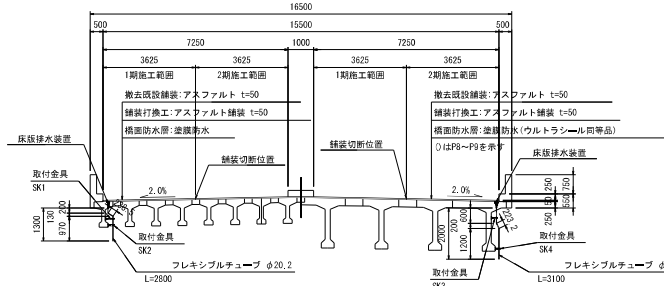 16500
500 15500 500
7250 1000 7250
3625 3625 3625 3625
1期施工範囲 2期施工範囲 1期施工範囲 2期施工範囲
撤去既設舗装:アスファルト t=50 撤去既設舗装:アスファルト t=50
舗装打換工:アスファルト舗装 t=50 舗装打換工:アスファルト舗装 t=50
橋面防水層:塗膜防水 橋面防水層:塗膜防水(ウルトラシール同等品)
床版排水装置 舗装切断位置 舗装切断位置 ()はP8~P9を示す
床版排水装置
取付金具
SK1
取付金具
2.0% 2.0%
250 750
50 550
250
1300 200 130 970
2000 600 200 1200 223.2
取付金具
SK2
取付金具
SK4
フレキシブルチューブ φ20,2
L=2800
取付金具
フレキシブルチューブ φ
L=3100